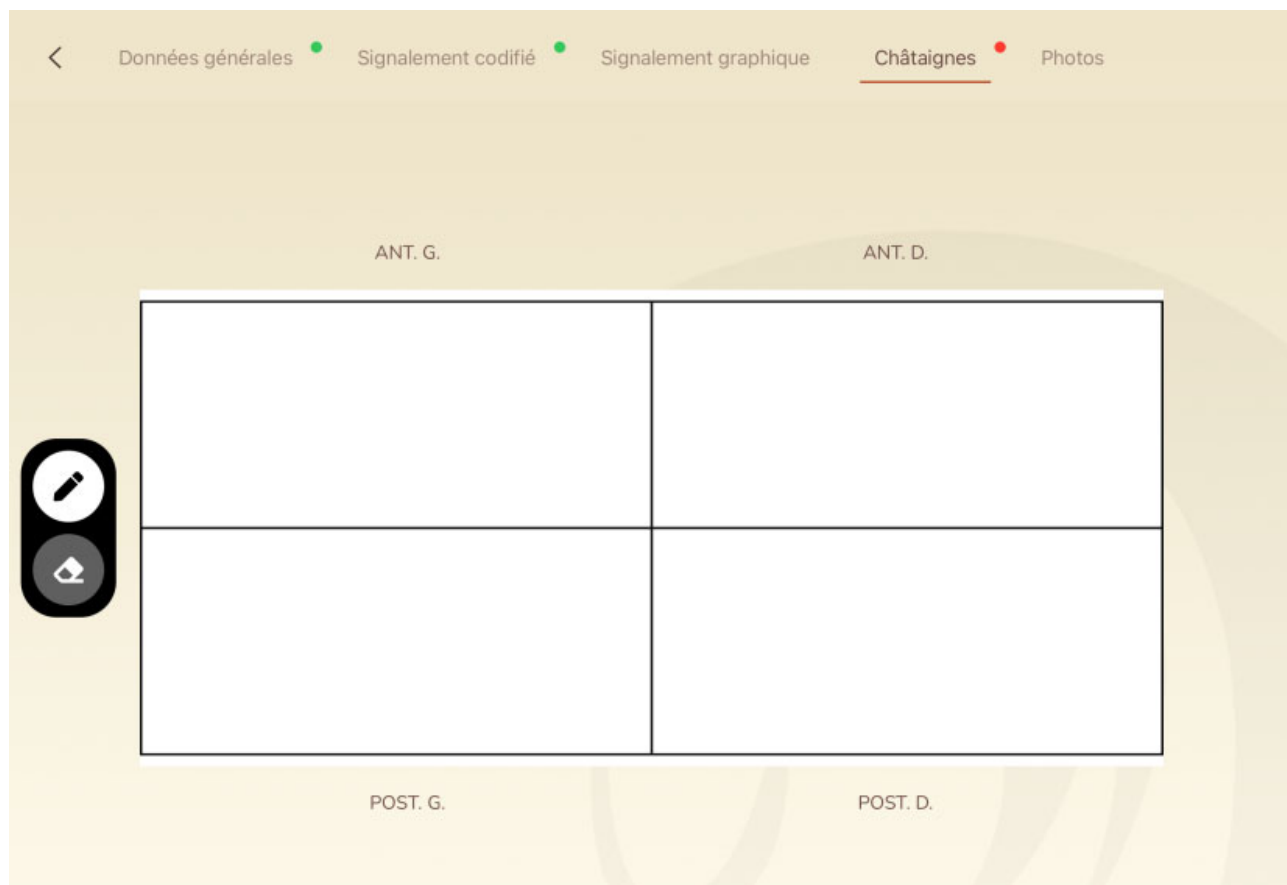 Données générales Signalement codifié Signalement graphique Châtaignes Photos
ANT. G. ANT. D.
POST. G. POST. D.